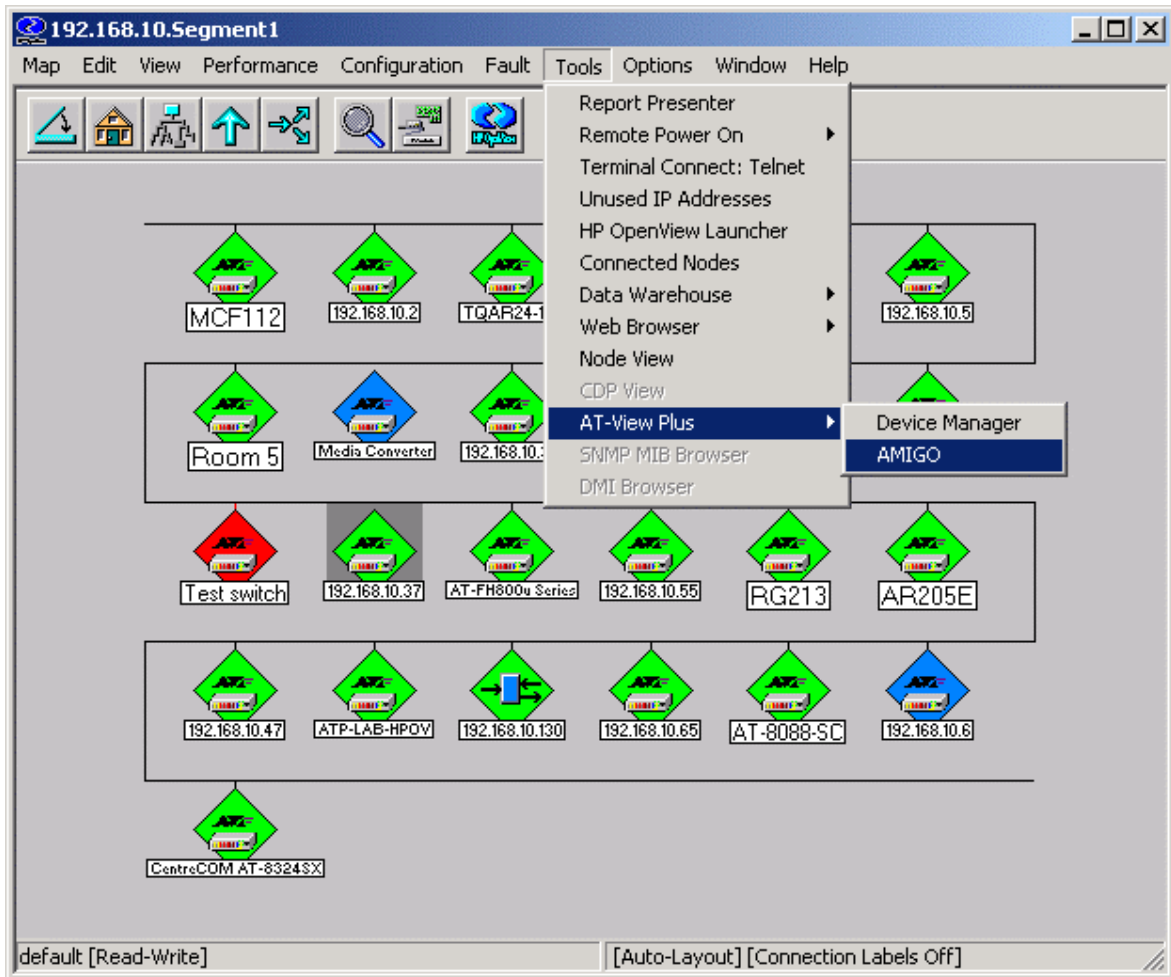 192.168.10.Segment1
Map Edit View Performance Configuration Fault Tools Options Window Help
Report Presenter
Remote Power On
Terminal Connect: Telnet
Unused IP Addresses
HP OpenView Launcher
Connected Nodes
Data Warehouse
Web Browser
Node View
CDP View
AT-View Plus
SNMP MIB Browser
DMI Browser
Device Manager
AMIGO
MCF112 192.168.10.2 TQAR24-1 192.168.10.5
Room 5 Media Converter 192.168.10.
Test switch 192.168.10.37 AT-FH800u Series 192.168.10.55 RG213 AR205E
192.168.10.47 ATP-LAB-HPOV 192.168.10.130 192.168.10.65 AT-8088-SC 192.168.10.6
CentreCOM AT-8324SX
default [Read-Write] [Auto-Layout] [Connection Labels Off]